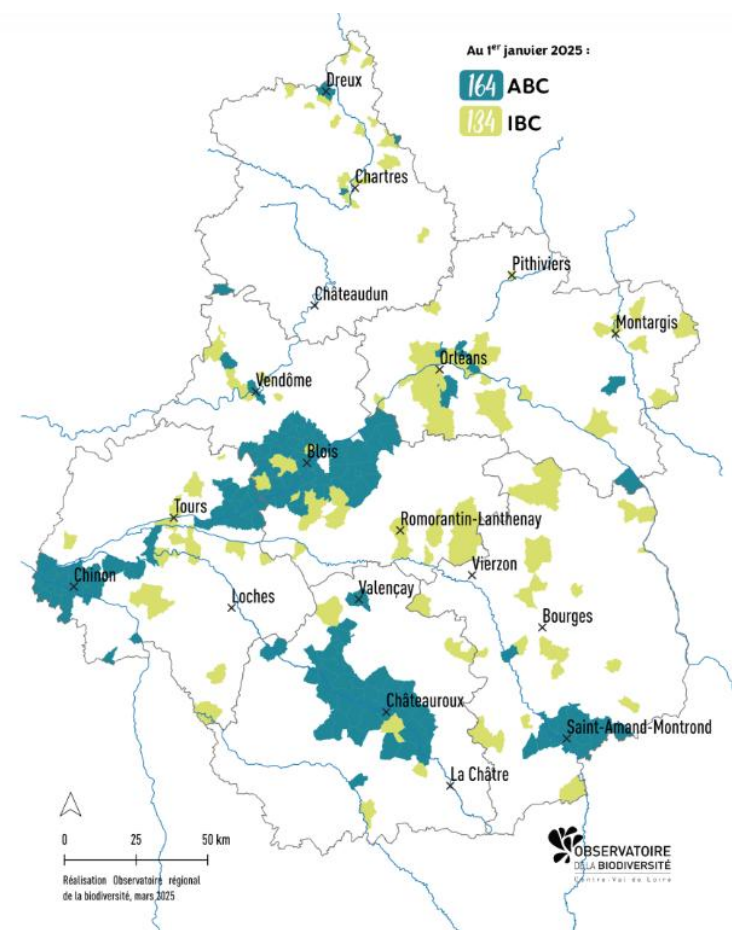 Au 1er janvier 2025 :
164 ABC
134 IBC
Dreux
Chartres
Pithiviers
Châteaudun
Montargis
Orléans
Vendôme
Blois
Tours
Romorantin-Lanthenay
Chinon
Vierzon
Loches
Valençay
Bourges
Châteauroux
Saint-Amand-Montrond
La Châtre
0 25 50 km
Réalisation Observatoire régional
de la biodiversité, mars 2025
OBSERVATOIRE
DE LA BIODIVERSITÉ
Centre-Val de Loire